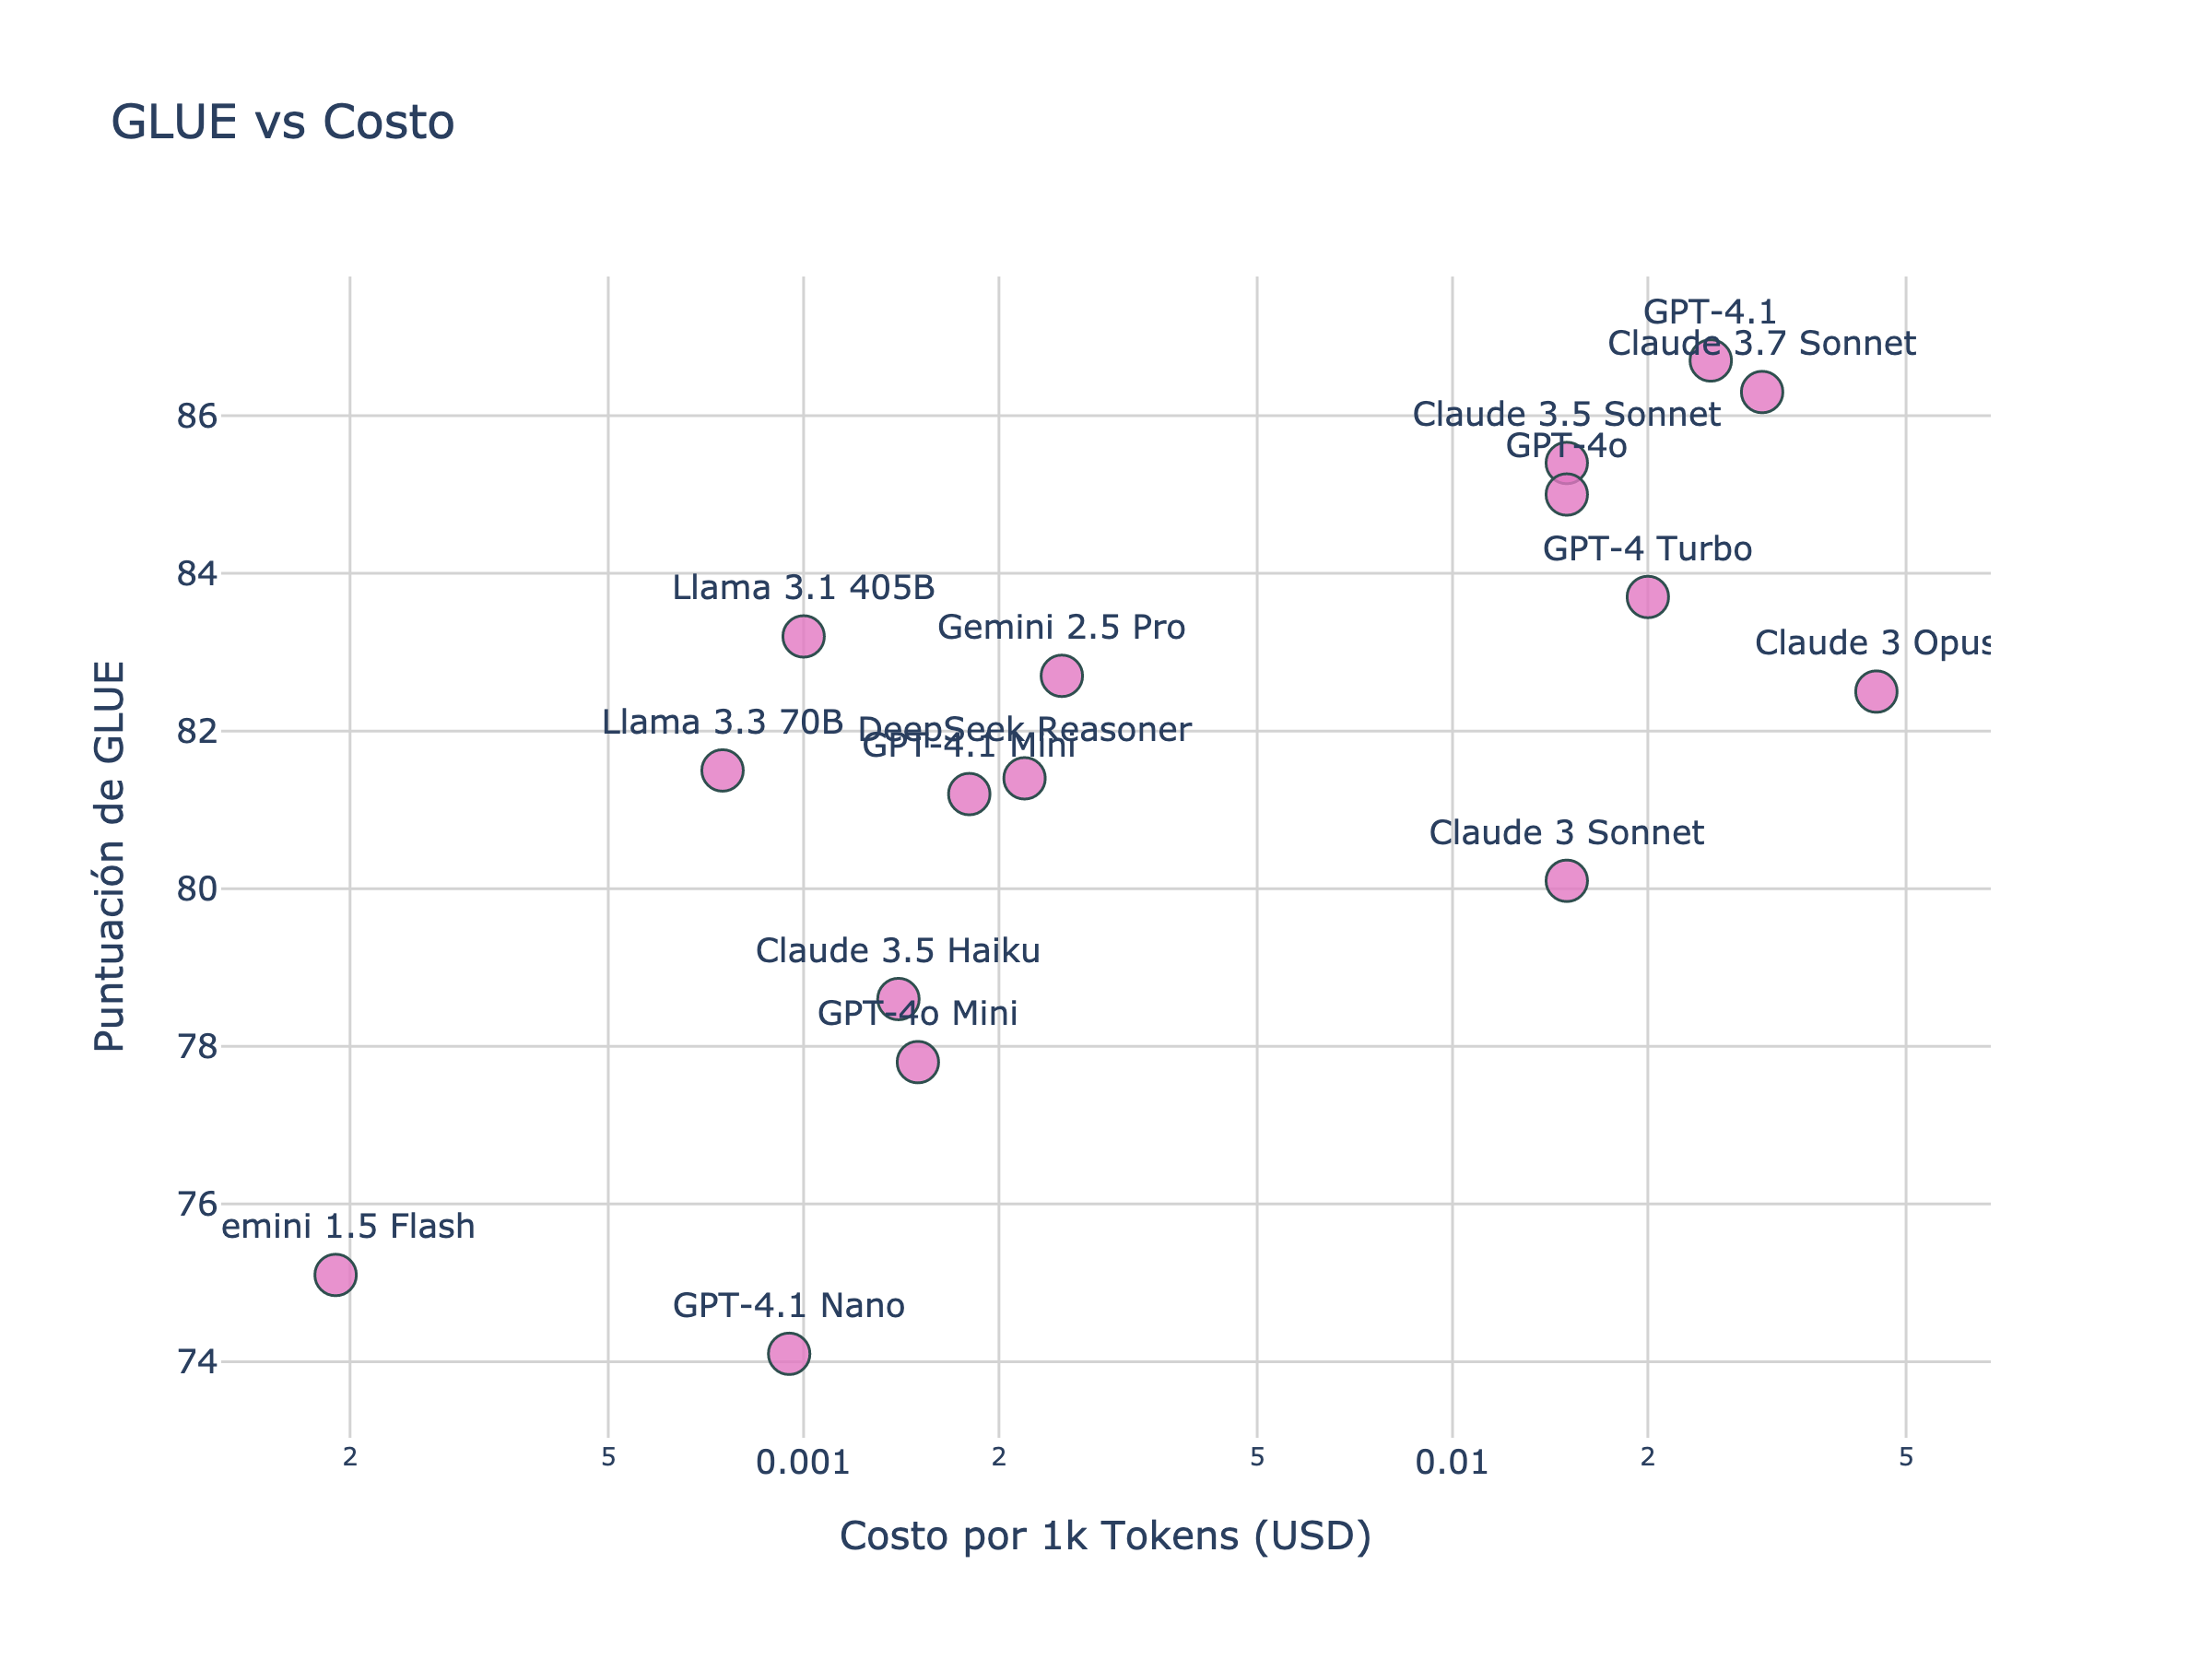 GLUE vs Costo
GPT-4.1
Claude 3.7 Sonnet
86
Claude 3.5 Sonnet
GPT-4o
GPT-4 Turbo
84
Llama 3.1 405B
Gemini 2.5 Pro
Claude 3 Opus
82
Llama 3.3 70B
DeepSeek Reasoner
GPT-4.1 Mini
Claude 3 Sonnet
80
Claude 3.5 Haiku
GPT-4o Mini
78
76
emini 1.5 Flash
GPT-4.1 Nano
74
Puntuación de GLUE
2 5 0.001 2 5 0.01 2 5
Costo por 1k Tokens (USD)